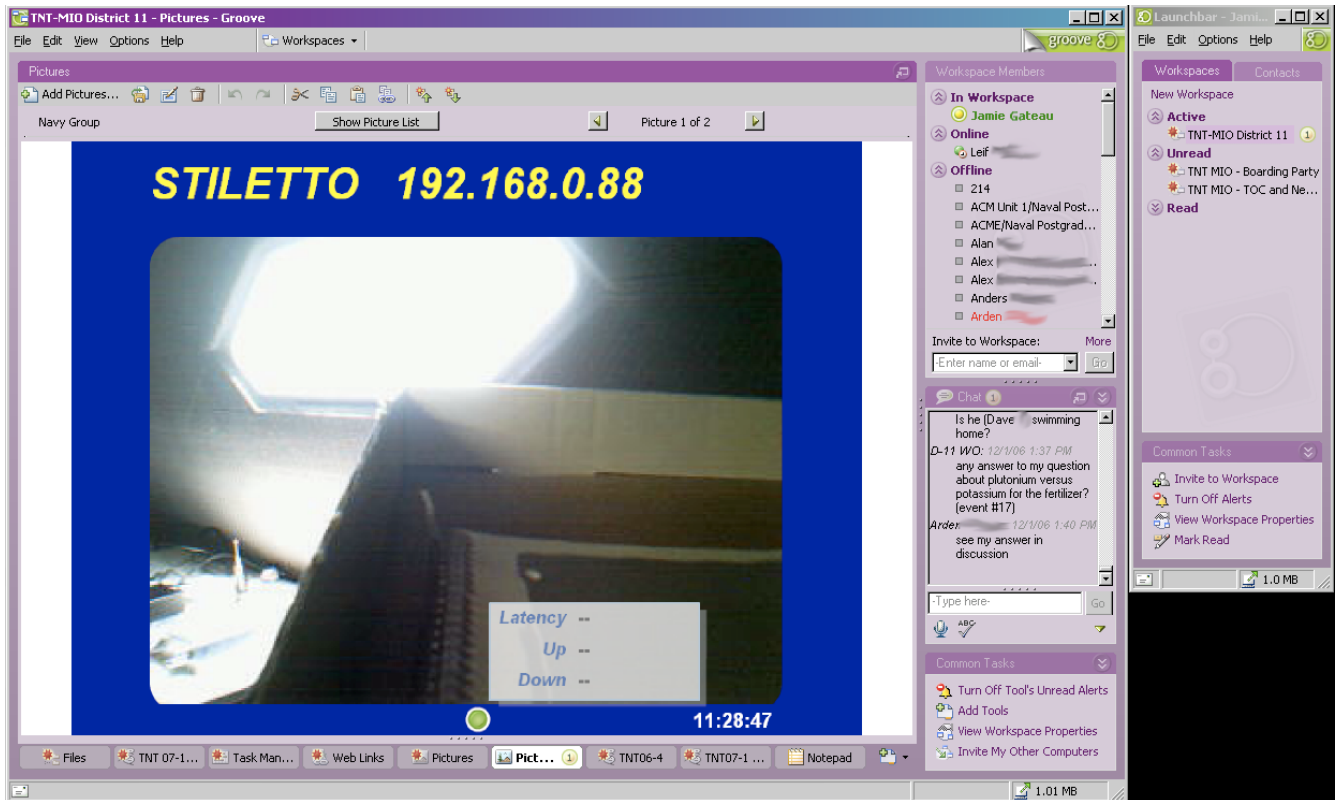 TNT-MIO District 11 - Pictures - Groove
File Edit View Options Help Workspaces
groove
Pictures
Add Pictures...
Navy Group Show Picture List Picture 1 of 2
STILETTO 192.168.0.88
Latency --
Up --
Down --
11:28:47
Files TNT 07-1... Task Man... Web Links Pictures Pict... 1 TNT06-4 TNT07-1 ... Notepad
1.01 MB
Workspace Members
In Workspace
Jamie Gateau
Online
Leif
Offline
214
ACM Unit 1/Naval Post...
ACME/Naval Postgrad...
Alan
Alex
Alex
Anders
Arden
Invite to Workspace: More
-Enter name or email- Go
Chat 1
Is he (Dave swimming
home?
D-11 WO: 12/1/06 1:37 PM
any answer to my question
about plutonium versus
potassium for the fertilizer?
(event #17)
Arden 12/1/06 1:40 PM
see my answer in
discussion
-Type here- Go
ABC
Common Tasks
Turn Off Tool's Unread Alerts
Add Tools
View Workspace Properties
Invite My Other Computers
Launchbar - Jami...
File Edit Options Help
Workspaces Contacts
New Workspace
Active
TNT-MIO District 11 1
Unread
TNT MIO - Boarding Party
TNT MIO - TOC and Ne...
Read
Common Tasks
Invite to Workspace
Turn Off Alerts
View Workspace Properties
Mark Read
1.0 MB